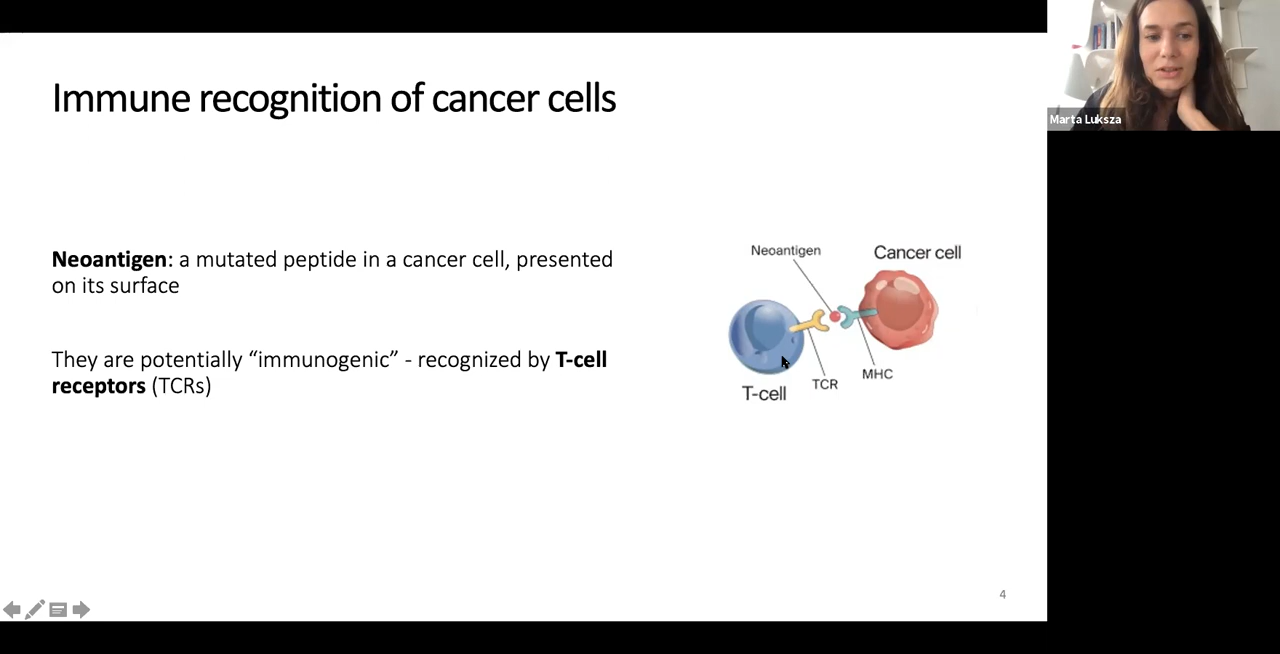 Immune recognition of cancer cells
Marta Luksza
Neoantigen: a mutated peptide in a cancer cell, presented
on its surface
They are potentially “immunogenic” - recognized by T-cell
receptors (TCRs)
Neoantigen
Cancer cell
TCR
MHC
T-cell
4